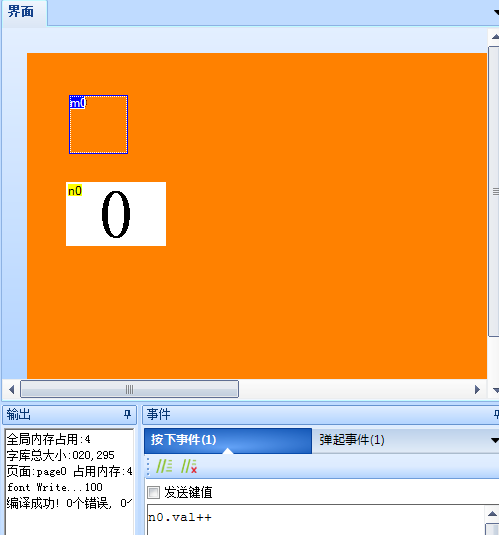 界面
m0
n0
0
输出
事件
全局内存占用:4
字库总大小:020,295
页面:page0 占用内存:4
font Write...100
编译成功! 0个错误, 0个
按下事件(1)
弹起事件(1)
发送键值
n0.val++